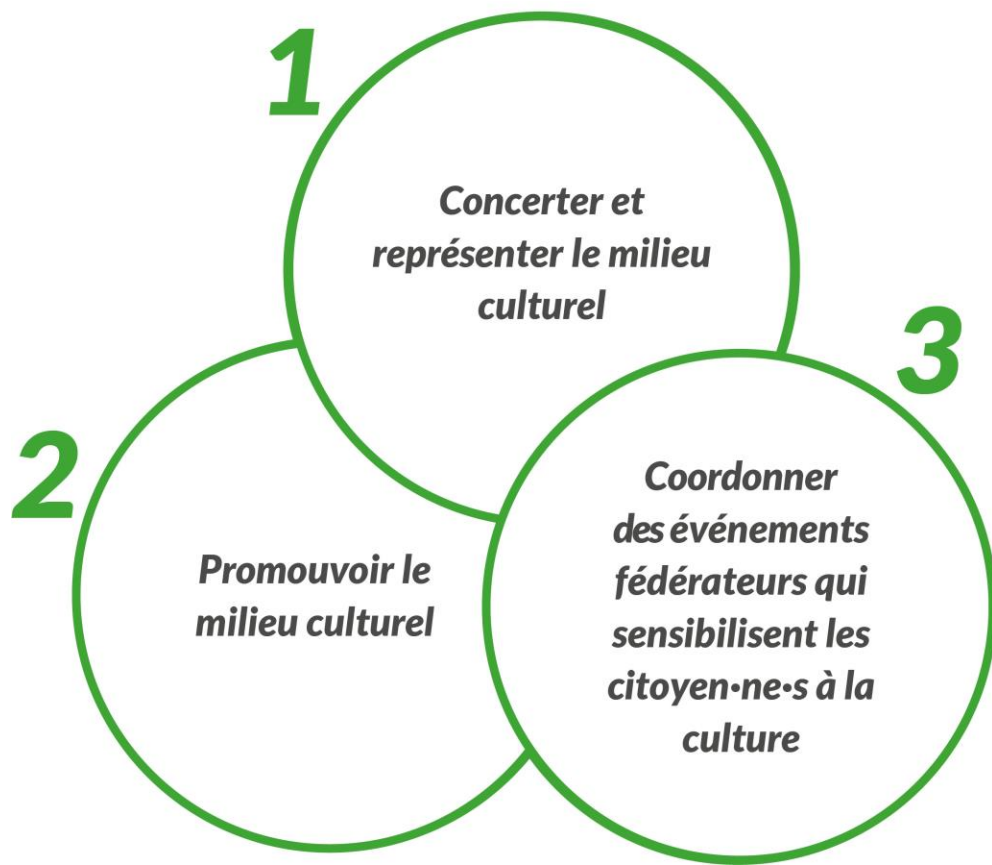 1
Concerter et
représenter le milieu
culturel
2
Promouvoir le
milieu culturel
3
Coordonner
des événements
fédérateurs qui
sensibilisent les
citoyen•ne•s à la
culture